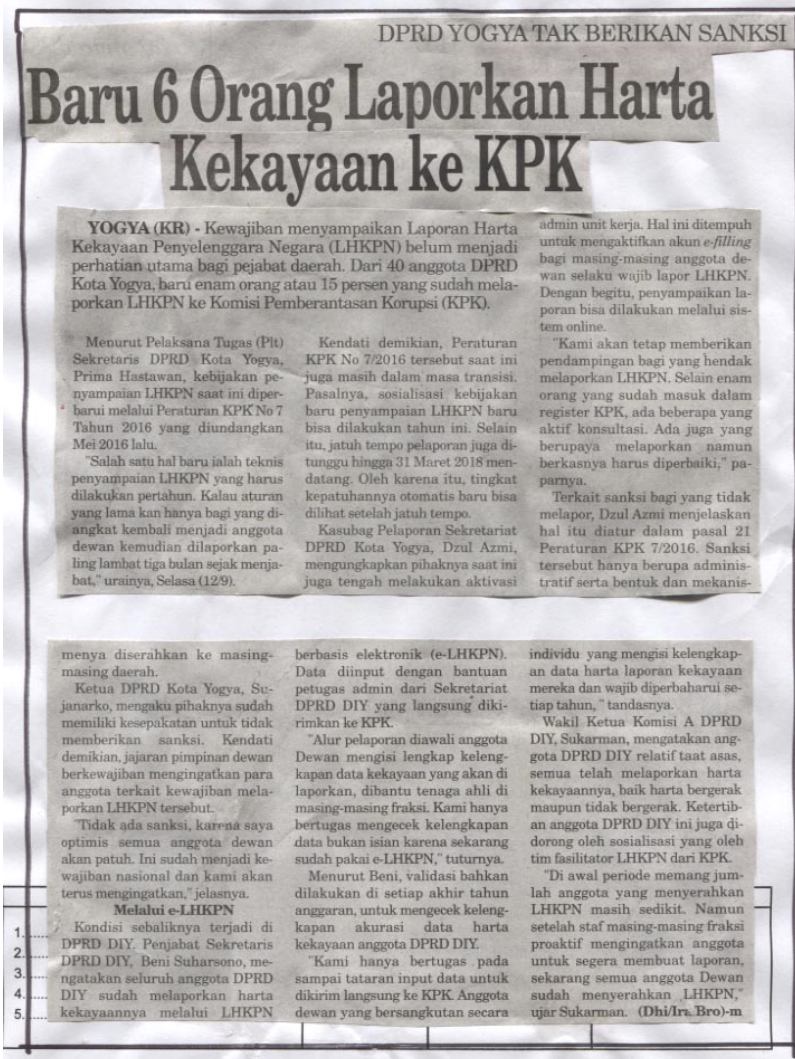 DPRD YOGYA TAK BERIKAN SANKSI
Baru 6 Orang Laporkan Harta
Kekayaan ke KPK
YOGYA (KR) - Kewajiban menyampaikan Laporan Harta
Kekayaan Penyelenggara Negara (LHKPN) belum menjadi
perhatian utama bagi pejabat daerah. Dari 40 anggota DPRD
Kota Yogya, baru enam orang atau 15 persen yang sudah mela-
porkan LHKPN ke Komisi Pemberantasan Korupsi (KPK).
Menurut Pelaksana Tugas (Plt)
Sekretaris DPRD Kota Yogya,
Prima Hastawan, kebijakan pe-
nyampaian LHKPN saat ini diper-
barui melalui Peraturan KPK No 7
Tahun 2016 yang diundangkan
Mei 2016 lalu.
"Salah satu hal baru ialah teknis
penyampaian LHKPN yang harus
dilakukan pertahun. Kalau aturan
yang lama kan hanya bagi yang di-
angkat kembali menjadi anggota
dewan kemudian dilaporkan pa-
ling lambat tiga bulan sejak menja-
bat," urainya, Selasa (12/9).
Kendati demikian, Peraturan
KPK No 7/2016 tersebut saat ini
juga masih dalam masa transisi.
Pasalnya, sosialisasi kebijakan
baru penyampaian LHKPN baru
bisa dilakukan tahun ini. Selain
itu, jatuh tempo pelaporan juga di-
tunggu hingga 31 Maret 2018 men-
datang. Oleh karena itu, tingkat
kepatuhannya otomatis baru bisa
dilihat setelah jatuh tempo.
Kasubag Pelaporan Sekretariat
DPRD Kota Yogya, Dzul Azmi,
mengungkapkan pihaknya saat ini
juga tengah melakukan aktivasi
admin unit kerja. Hal ini ditempuh
untuk mengaktifkan akun e-filling
bagi masing-masing anggota de-
wan selaku wajib lapor LHKPN.
Dengan begitu, penyampaian la-
poran bisa dilakukan melalui sis-
tem online.
"Kami akan tetap memberikan
pendampingan bagi yang hendak
melaporkan LHKPN. Selain enam
orang yang sudah masuk dalam
register KPK, ada beberapa yang
aktif konsultasi. Ada juga yang
berupaya melaporkan namun
berkasnya harus diperbaiki," pa-
parnya.
Terkait sanksi bagi yang tidak
melapor, Dzul Azmi menjelaskan
hal itu diatur dalam pasal 21
Peraturan KPK 7/2016. Sanksi
tersebut hanya berupa adminis-
tratif serta bentuk dan mekanis-
menya diserahkan ke masing-
masing daerah.
Ketua DPRD Kota Yogya, Su-
janarko, mengaku pihaknya sudah
memiliki kesepakatan untuk tidak
memberikan sanksi. Kendati
demikian, jajaran pimpinan dewan
berkewajiban mengingatkan para
anggota terkait kewajiban mela-
porkan LHKPN tersebut.
"Tidak ada sanksi, karena saya
optimis semua anggota dewan
akan patuh. Ini sudah menjadi ke-
wajiban nasional dan kami akan
terus mengingatkan," jelasnya.
Melalui e-LHKPN
Kondisi sebaliknya terjadi di
DPRD DIY. Penjabat Sekretaris
DPRD DIY, Beni Suharsono, me-
ngatakan seluruh anggota DPRD
DIY sudah melaporkan harta
kekayaannya melalui LHKPN
berbasis elektronik (e-LHKPN).
Data diinput dengan bantuan
petugas admin dari Sekretariat
DPRD DIY yang langsung diki-
rimkan ke KPK.
"Alur pelaporan diawali anggota
Dewan mengisi lengkap keleng-
kapan data kekayaan yang akan di
laporkan, dibantu tenaga ahli di
masing-masing fraksi. Kami hanya
bertugas mengecek kelengkapan
data bukan isian karena sekarang
sudah pakai e-LHKPN," tuturnya.
Menurut Beni, validasi bahkan
dilakukan di setiap akhir tahun
anggaran, untuk mengecek keleng-
kapan akurasi data harta
kekayaan anggota DPRD DIY.
"Kami hanya bertugas pada
sampai tataran input data untuk
dikirim langsung ke KPK. Anggota
dewan yang bersangkutan secara
individu yang mengisi kelengkap-
an data harta laporan kekayaan
mereka dan wajib diperbaharui se-
tiap tahun, " tandasnya.
Wakil Ketua Komisi A DPRD
DIY, Sukarman, mengatakan ang-
gota DPRD DIY relatif taat asas,
semua telah melaporkan harta
kekayaannya, baik harta bergerak
maupun tidak bergerak. Ketertib-
an anggota DPRD DIY ini juga di-
dorong oleh sosialisasi yang oleh
tim fasilitator LHKPN dari KPK.
"Di awal periode memang jum-
lah anggota yang menyerahkan
LHKPN masih sedikit. Namun
setelah staf masing-masing fraksi
proaktif mengingatkan anggota
untuk segera membuat laporan,
sekarang semua anggota Dewan
sudah menyerahkan LHKPN,"
ujar Sukarman. (Dhi/Ira Bro)-m
1. ......
2. ......
3. ......
4. ......
5. ......